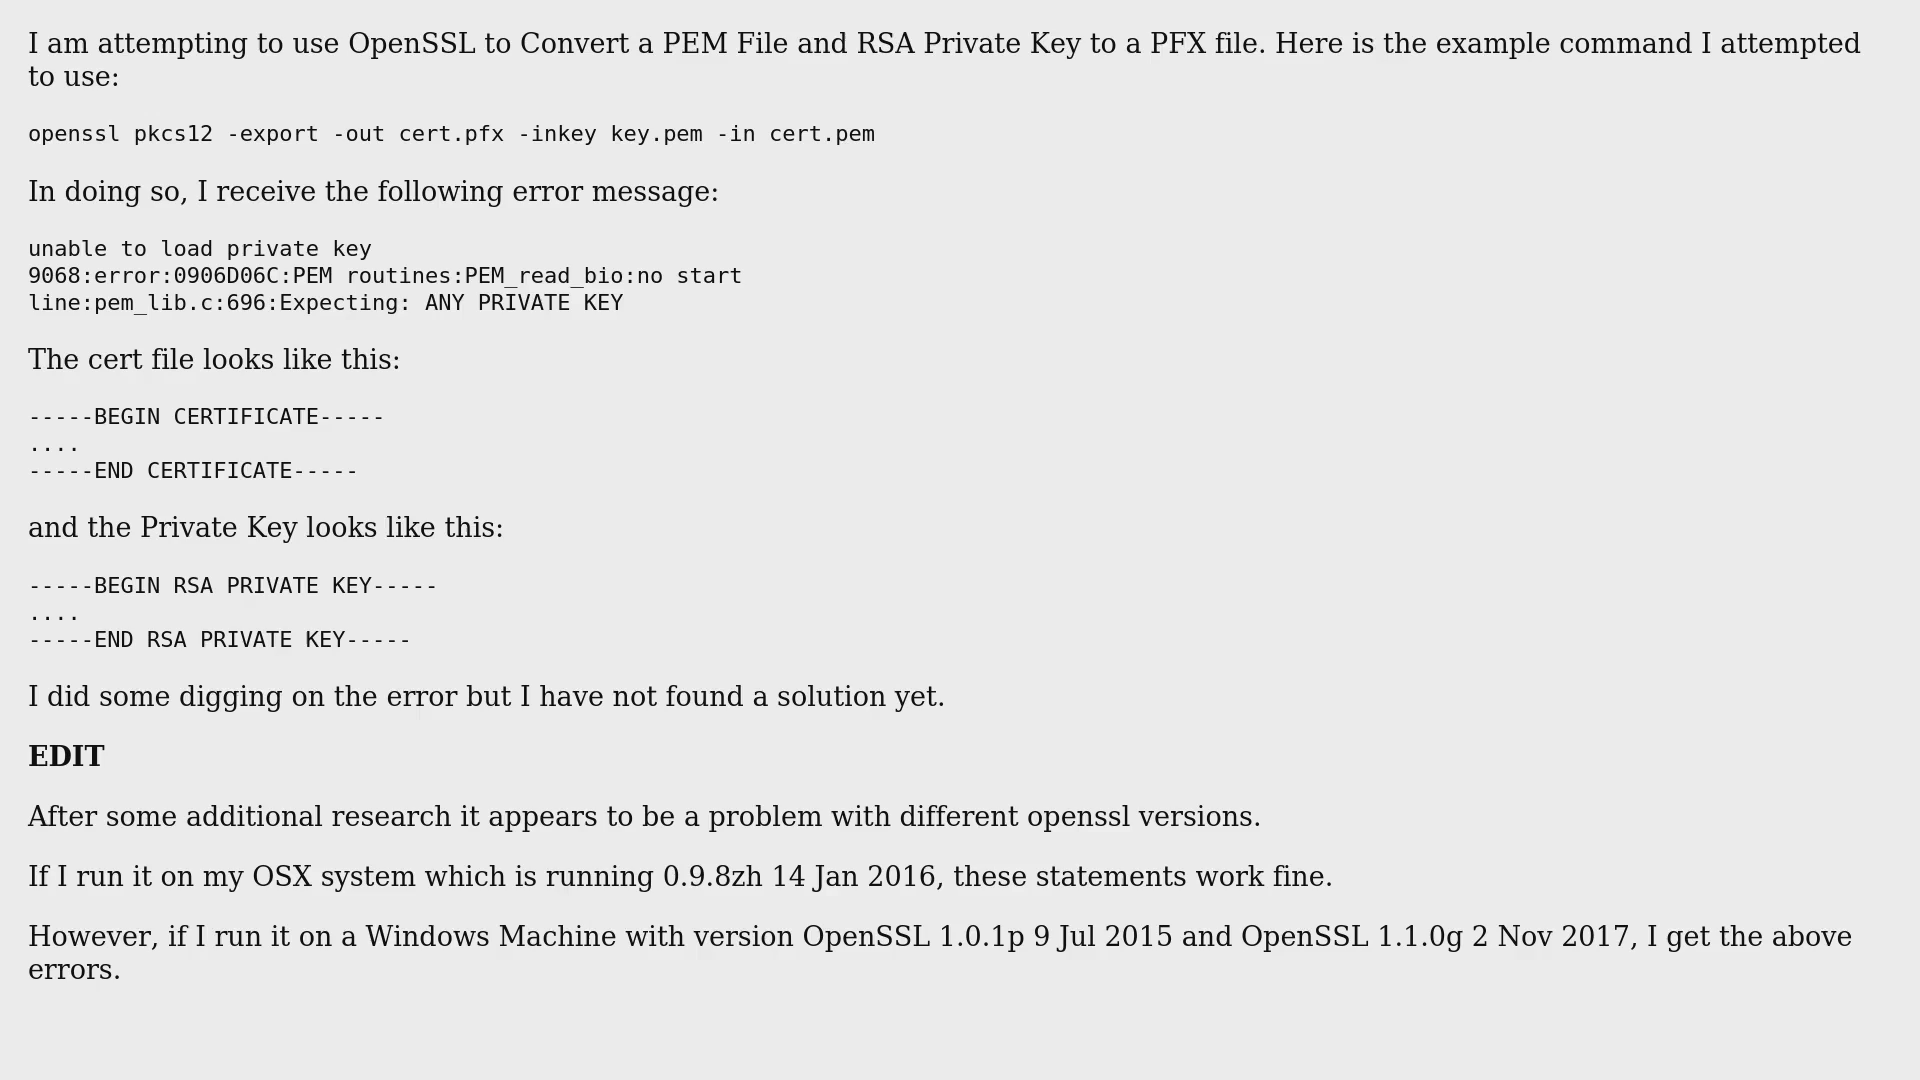 I am attempting to use OpenSSL to Convert a PEM File and RSA Private Key to a PFX file. Here is the example command I attempted
to use:
openssl pkcs12 -export -out cert.pfx -inkey key.pem -in cert.pem
In doing so, I receive the following error message:
unable to load private key
9068:error:0906D06C:PEM routines:PEM_read_bio:no start
line:pem_lib.c:696:Expecting: ANY PRIVATE KEY
The cert file looks like this:
-----BEGIN CERTIFICATE-----
....
-----END CERTIFICATE-----
and the Private Key looks like this:
-----BEGIN RSA PRIVATE KEY-----
....
-----END RSA PRIVATE KEY-----
I did some digging on the error but I have not found a solution yet.
EDIT
After some additional research it appears to be a problem with different openssl versions.
If I run it on my OSX system which is running 0.9.8zh 14 Jan 2016, these statements work fine.
However, if I run it on a Windows Machine with version OpenSSL 1.0.1p 9 Jul 2015 and OpenSSL 1.1.0g 2 Nov 2017, I get the above
errors.